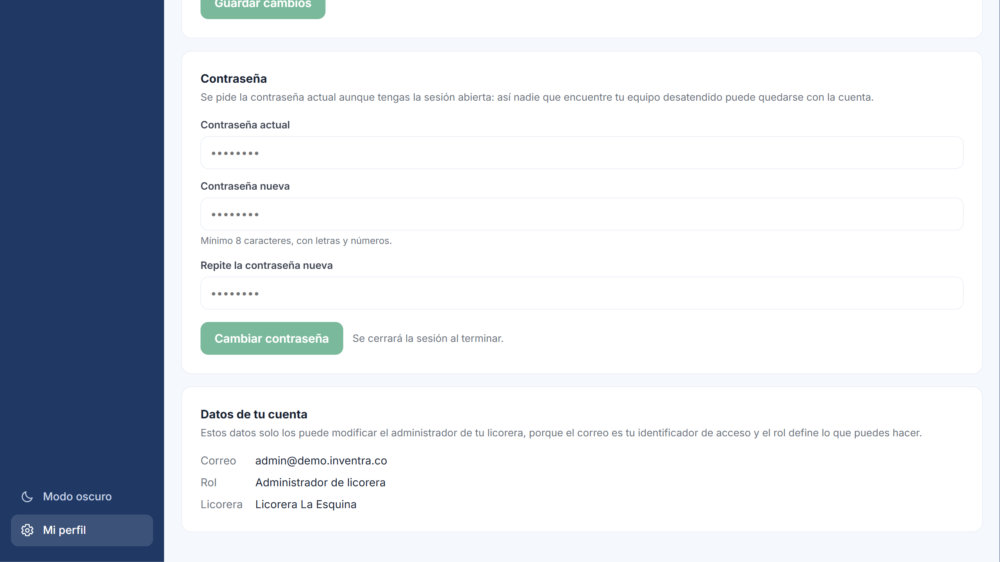 Guardar cambios
Contraseña
Se pide la contraseña actual aunque tengas la sesión abierta: así nadie que encuentre tu equipo desatendido puede quedarse con la cuenta.
Contraseña actual
••••••••
Contraseña nueva
••••••••
Mínimo 8 caracteres, con letras y números.
Repite la contraseña nueva
••••••••
Cambiar contraseña
Se cerrará la sesión al terminar.
Datos de tu cuenta
Estos datos solo los puede modificar el administrador de tu licorera, porque el correo es tu identificador de acceso y el rol define lo que puedes hacer.
Correo admin@demo.inventra.co
Rol Administrador de licorera
Licorera Licorera La Esquina
Modo oscuro
Mi perfil